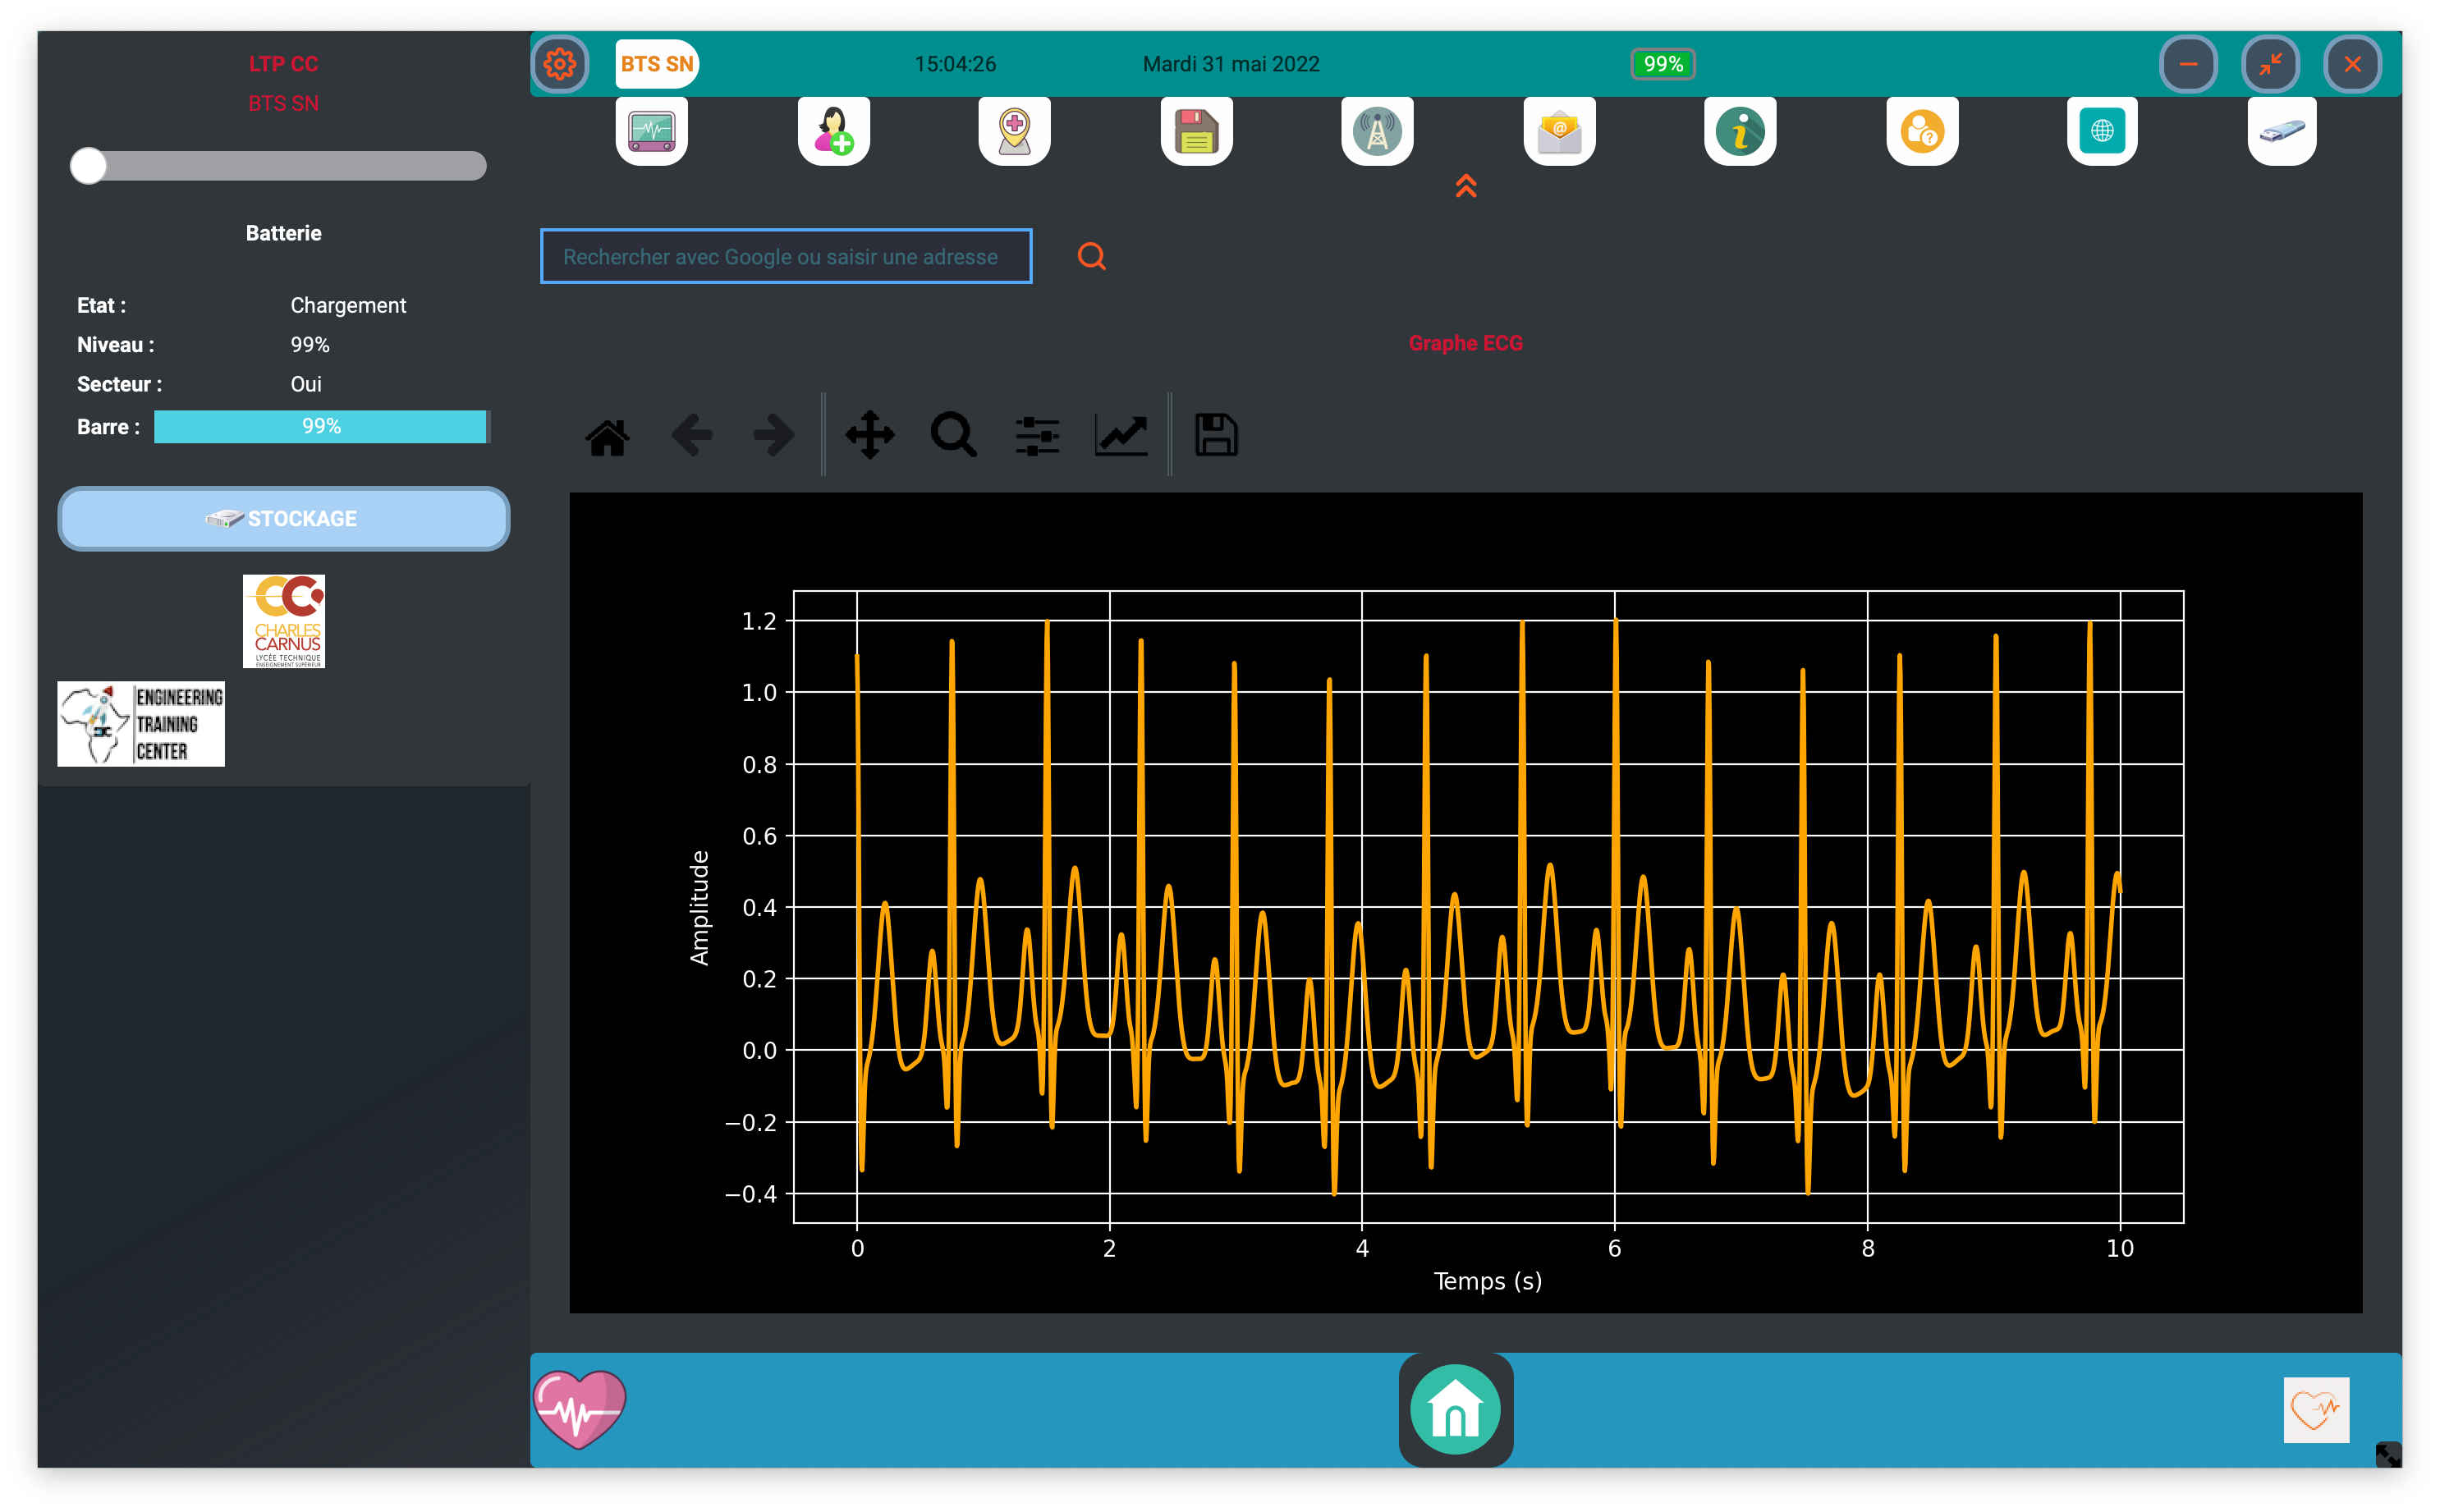 LTP CC
BTS SN
Batterie
Etat : Chargement
Niveau : 99%
Secteur : Oui
Barre : 99%
STOCKAGE
CHARLES
CARNUS
LYCÉE TECHNIQUE
ENSEIGNEMENT SUPÉRIEUR
ENGINEERING
TRAINING
CENTER
BTS SN 15:04:26 Mardi 31 mai 2022 99%
@
i
?
Rechercher avec Google ou saisir une adresse
Graphe ECG
1.2
1.0
0.8
0.6
0.4
0.2
0.0
−0.2
−0.4
Amplitude
0 2 4 6 8 10
Temps (s)